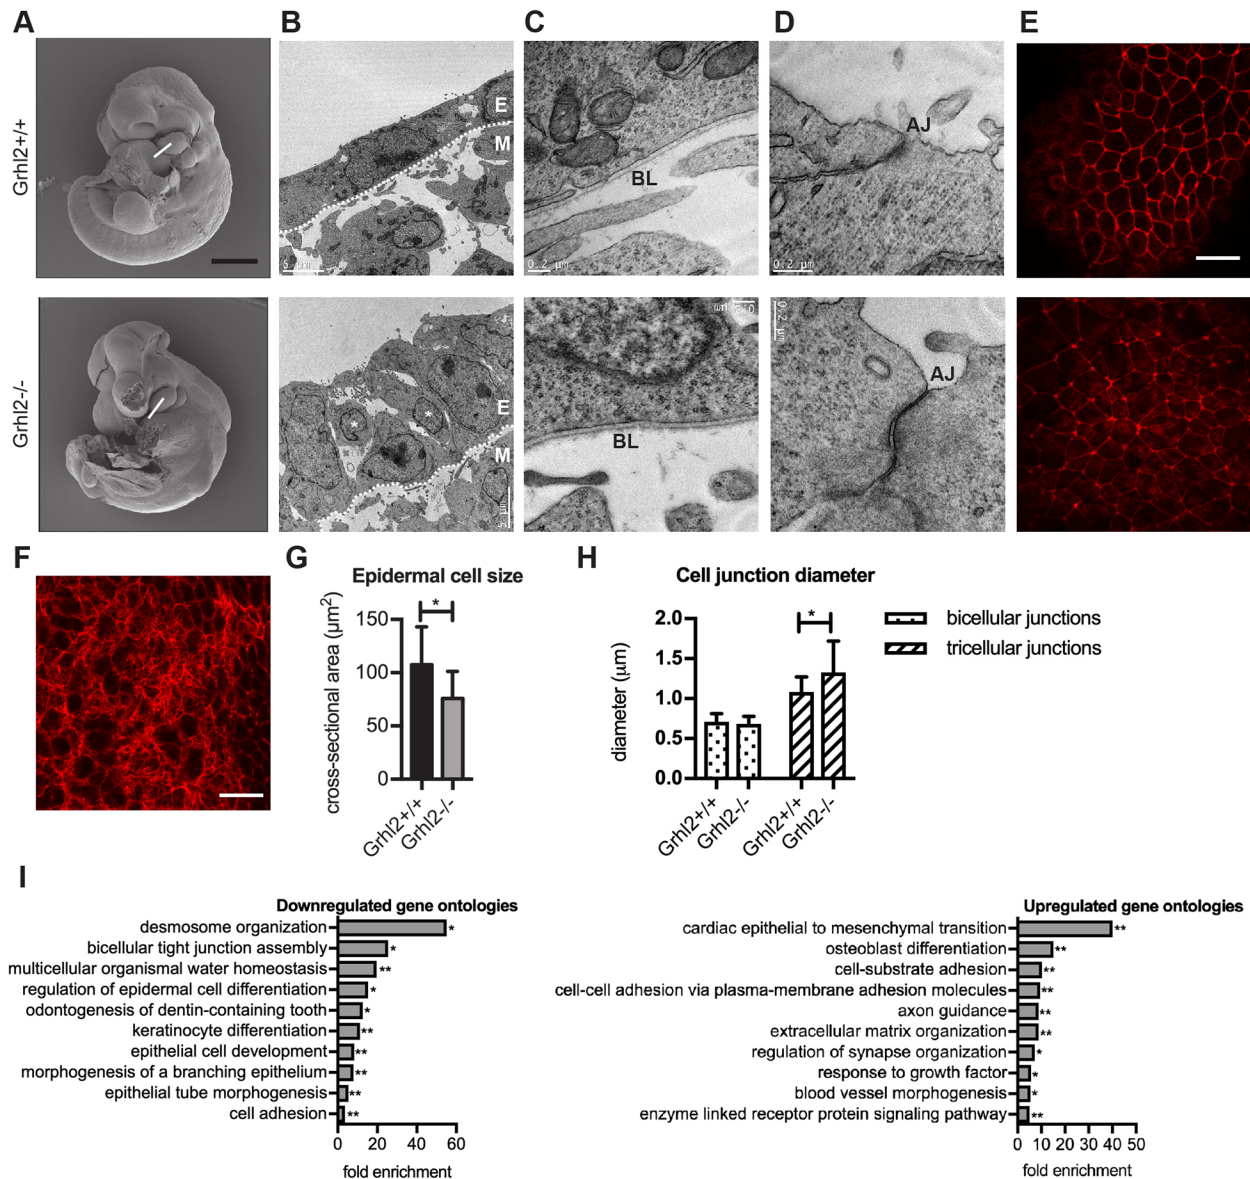 A
B
C
D
E
Grhl2+/+
E
M
5 µm
BL
0.2 µm
AJ
0.2 µm
Grhl2-/-
*
*
E
M
BL
0.2 µm
AJ
0.2 µm
F
G
H
Epidermal cell size
Cell junction diameter
cross-sectional area (µm²)
150
100
50
0
*
Grhl2+/+
Grhl2-/-
diameter (µm)
2.0
1.5
1.0
0.5
0.0
*
Grhl2+/+
Grhl2-/-
Grhl2+/+
Grhl2-/-
bicellular junctions
tricellular junctions
I
Downregulated gene ontologies
desmosome organization *
bicellular tight junction assembly *
multicellular organismal water homeostasis **
regulation of epidermal cell differentiation *
odontogenesis of dentin-containing tooth *
keratinocyte differentiation **
epithelial cell development **
morphogenesis of a branching epithelium **
epithelial tube morphogenesis **
cell adhesion **
0 20 40 60
fold enrichment
Upregulated gene ontologies
cardiac epithelial to mesenchymal transition **
osteoblast differentiation **
cell-substrate adhesion **
cell-cell adhesion via plasma-membrane adhesion molecules **
axon guidance **
extracellular matrix organization **
regulation of synapse organization *
response to growth factor *
blood vessel morphogenesis *
enzyme linked receptor protein signaling pathway **
0 10 20 30 40 50
fold enrichment